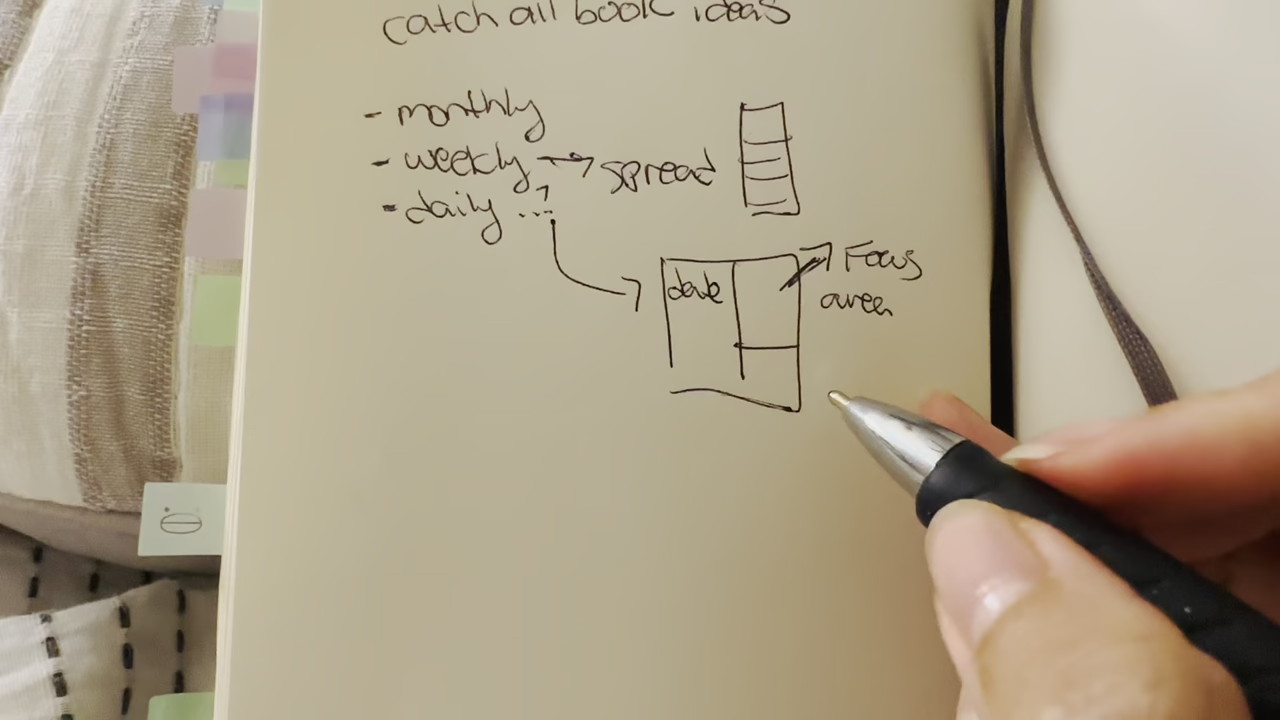 catch all book ideas
- monthly
- weekly → spread
- daily ...
date
Focus
area